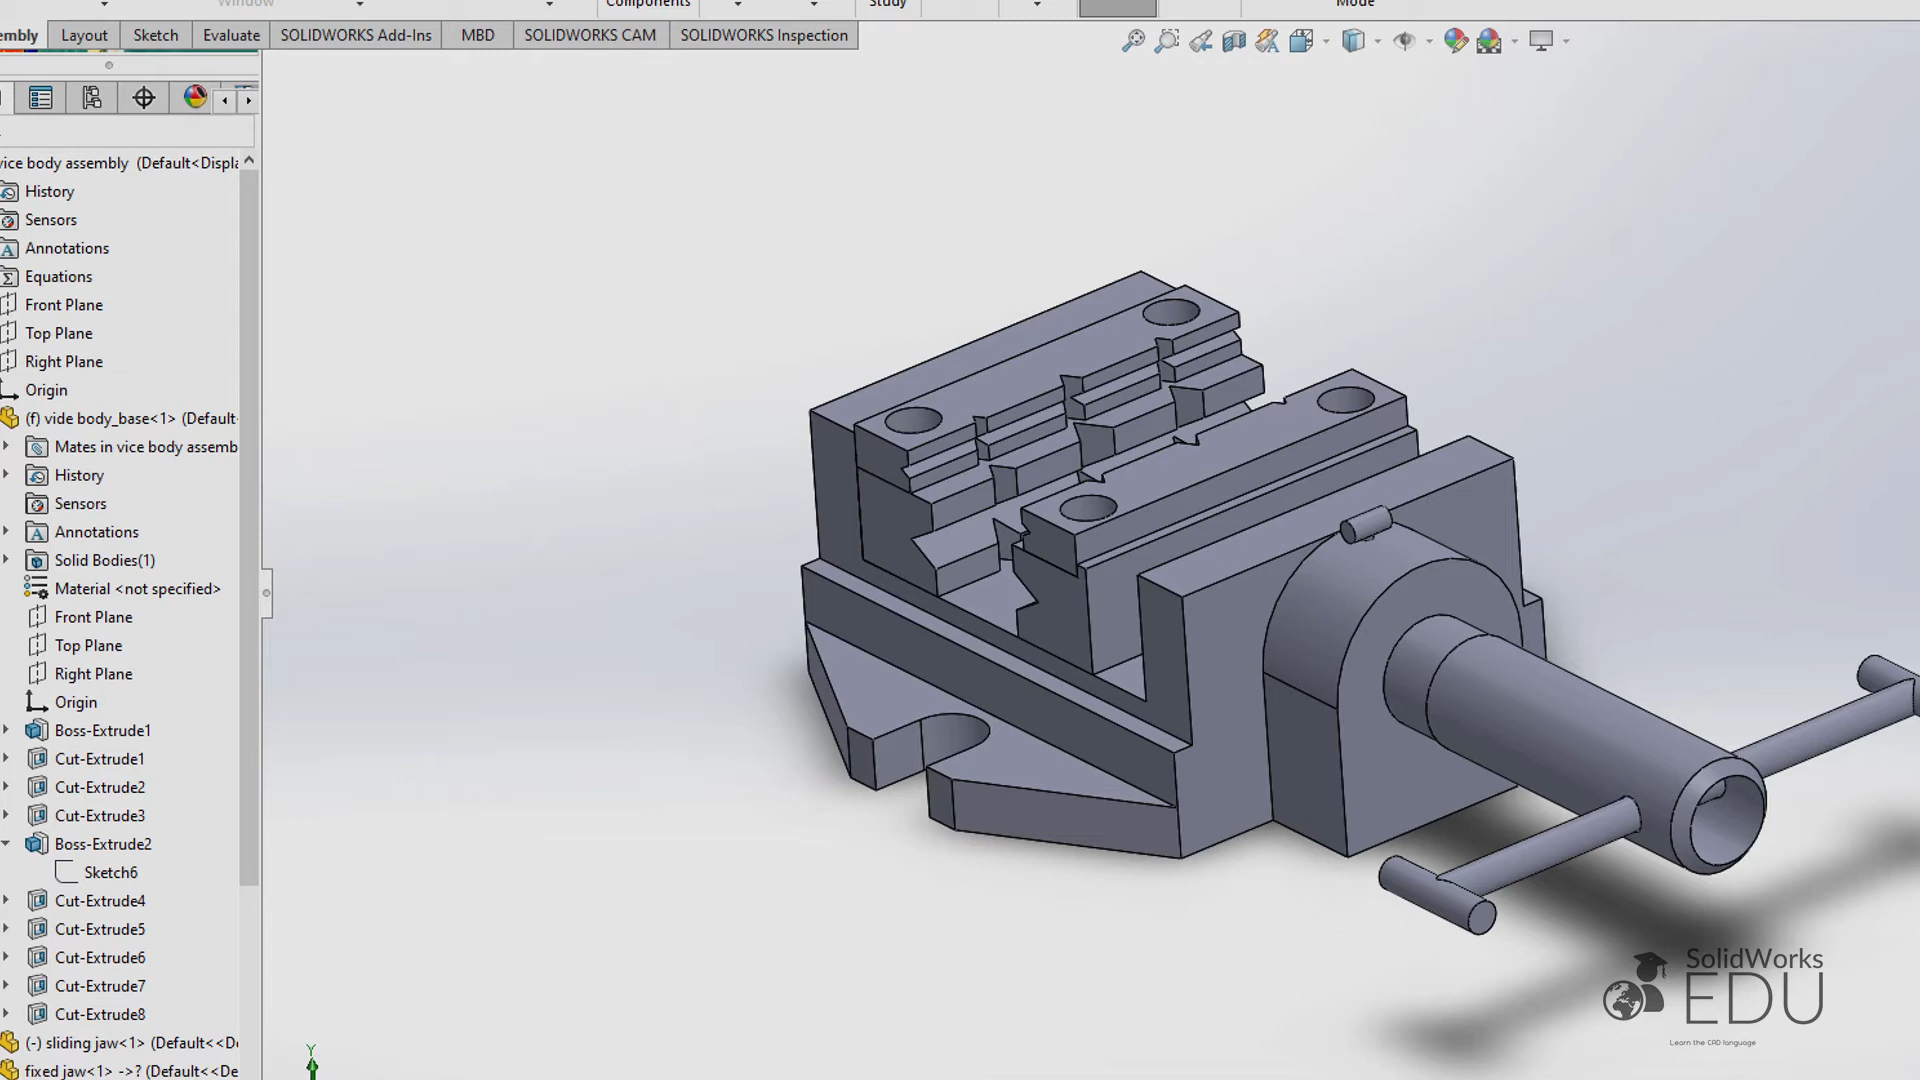 Window
Components
Study
Mode
embly
Layout
Sketch
Evaluate
SOLIDWORKS Add-Ins
MBD
SOLIDWORKS CAM
SOLIDWORKS Inspection
vice body assembly (Default<Displa
History
Sensors
Annotations
Equations
Front Plane
Top Plane
Right Plane
Origin
(f) vide body_base<1> (Default
Mates in vice body assemb
History
Sensors
Annotations
Solid Bodies(1)
Material <not specified>
Front Plane
Top Plane
Right Plane
Origin
Boss-Extrude1
Cut-Extrude1
Cut-Extrude2
Cut-Extrude3
Boss-Extrude2
Sketch6
Cut-Extrude4
Cut-Extrude5
Cut-Extrude6
Cut-Extrude7
Cut-Extrude8
(-) sliding jaw<1> (Default<<De
fixed jaw<1> ->? (Default<<De
Y
SolidWorks
EDU
Learn the CAD language